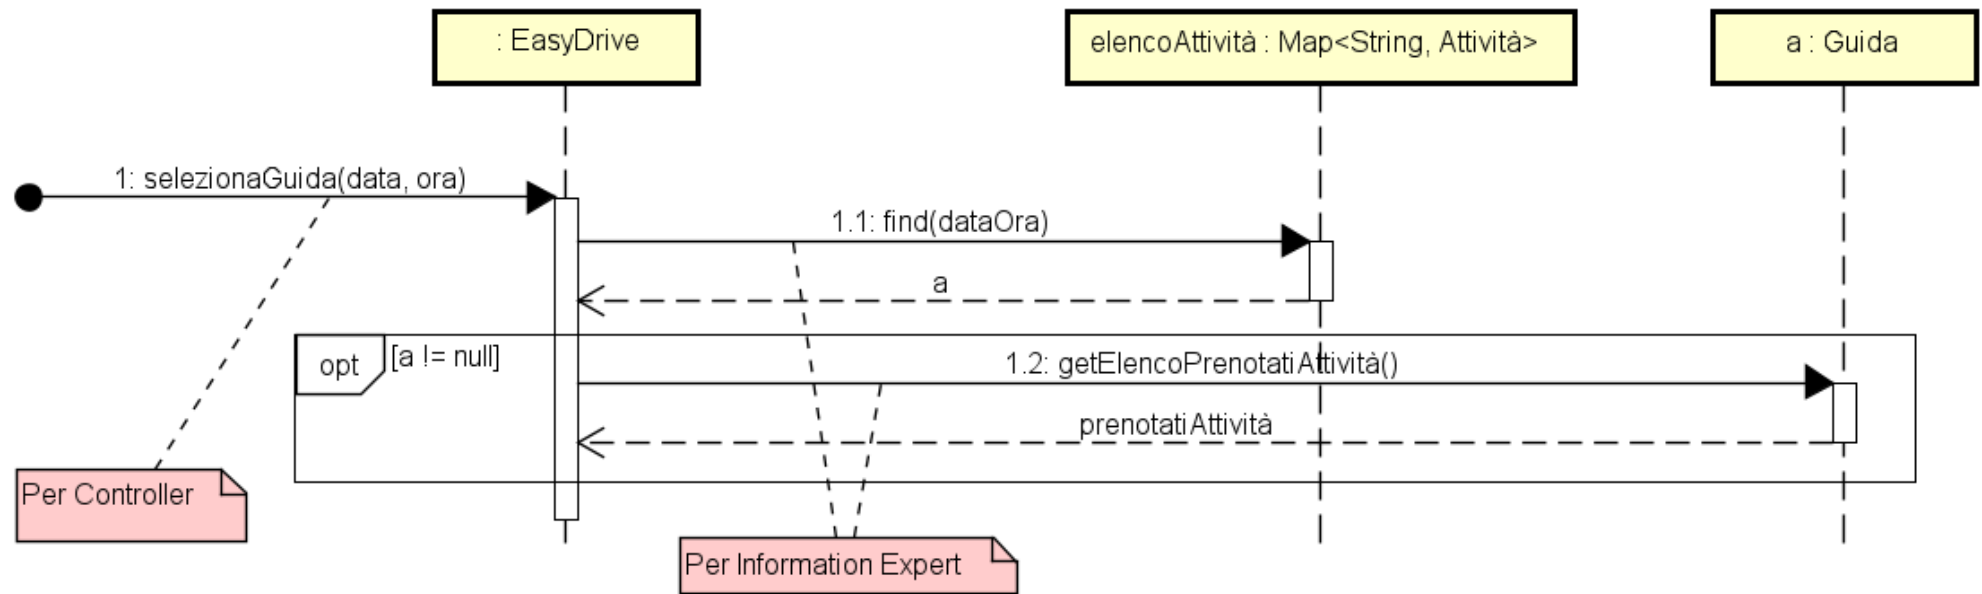 : EasyDrive
elencoAttività : Map<String, Attività>
a : Guida
1: selezionaGuida(data, ora)
1.1: find(dataOra)
a
opt
[a != null]
1.2: getElencoPrenotatiAttività()
prenotatiAttività
Per Controller
Per Information Expert